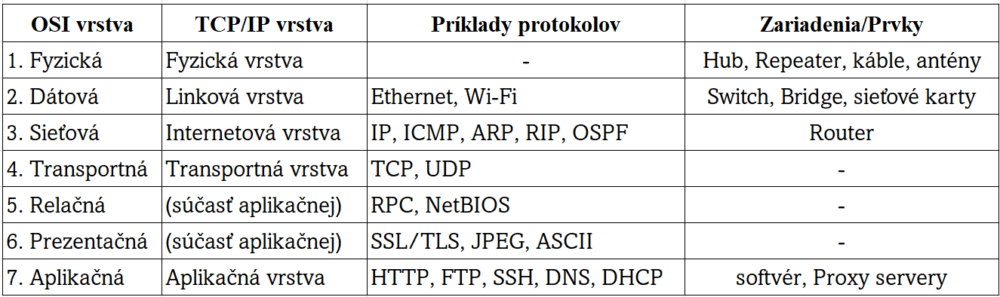 OSI vrstva TCP/IP vrstva Príklady protokolov Zariadenia/Prvky
1. Fyzická Fyzická vrstva - Hub, Repeater, káble, antény
2. Dátová Linková vrstva Ethernet, Wi-Fi Switch, Bridge, sieťové karty
3. Sieťová Internetová vrstva IP, ICMP, ARP, RIP, OSPF Router
4. Transportná Transportná vrstva TCP, UDP -
5. Relačná (súčasť aplikačnej) RPC, NetBIOS -
6. Prezentačná (súčasť aplikačnej) SSL/TLS, JPEG, ASCII -
7. Aplikačná Aplikačná vrstva HTTP, FTP, SSH, DNS, DHCP softvér, Proxy servery